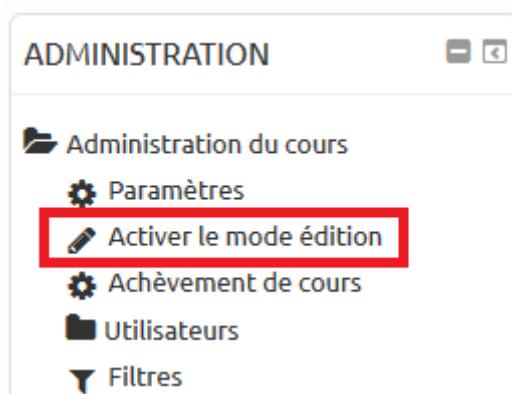 ADMINISTRATION
Administration du cours
Paramètres
Activer le mode édition
Achèvement de cours
Utilisateurs
Filtres